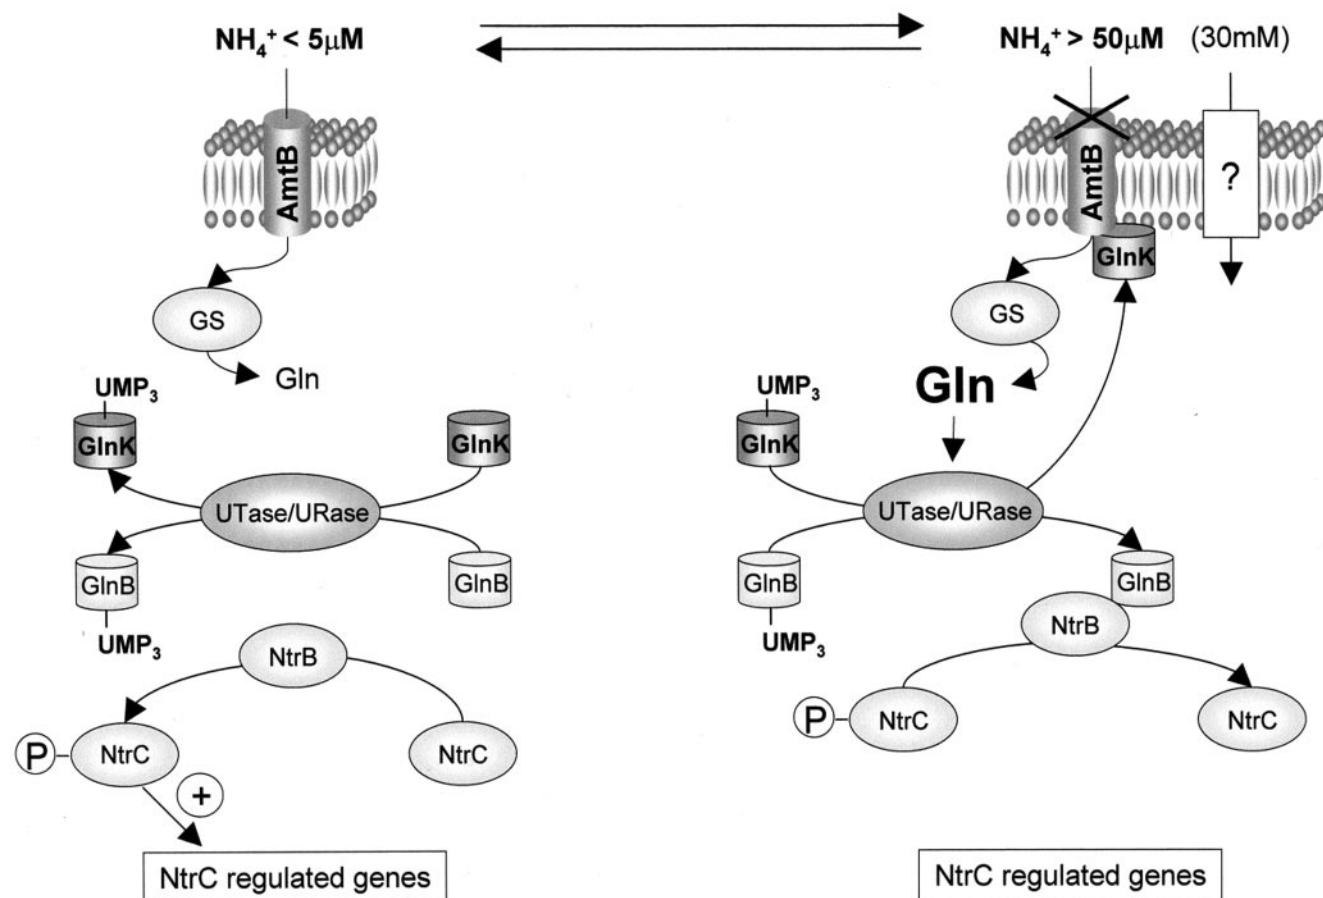 NH₄⁺ < 5μM
AmtB
GS
Gln
UMP₃
GlnK
GlnK
UTase/URase
GlnB
GlnB
UMP₃
NtrB
P
NtrC
NtrC
+
NtrC regulated genes
NH₄⁺ > 50μM (30mM)
AmtB
?
GlnK
GS
Gln
UMP₃
GlnK
UTase/URase
GlnB
GlnB
UMP₃
NtrB
P
NtrC
NtrC
NtrC regulated genes